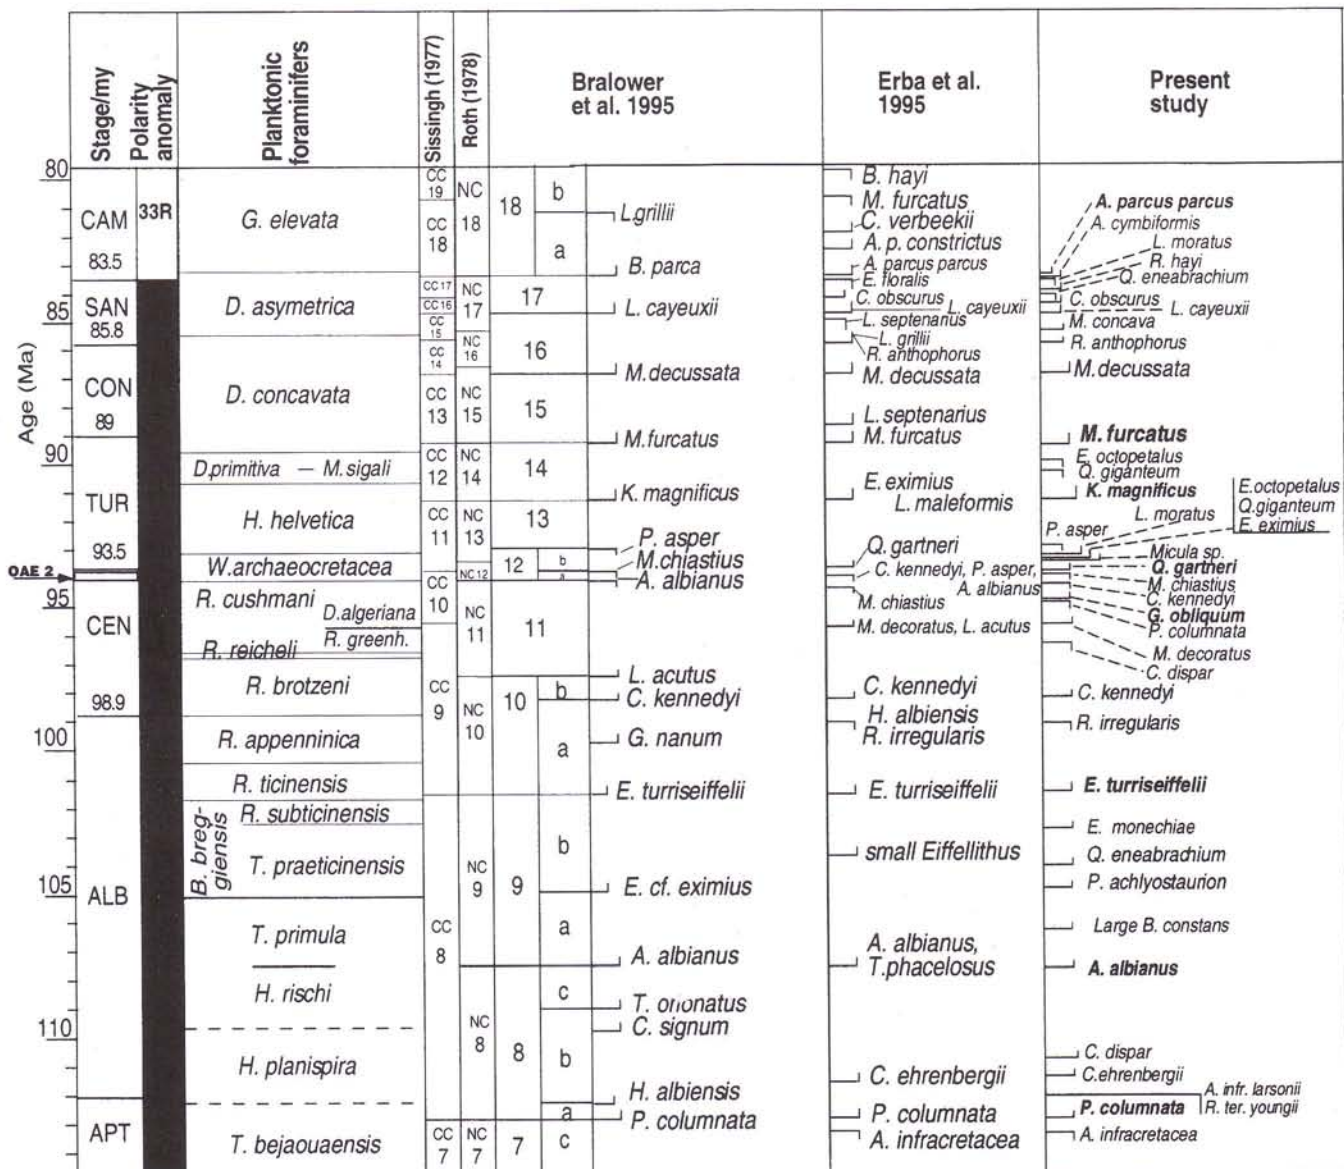 Stage/my
Polarity
anomaly
Planktonic
foraminifers
Sissingh (1977)
Roth (1978)
Bralower
et al. 1995
Erba et al.
1995
Present
study
Age (Ma)
80
85
90
OAE 2
95
100
105
110
CAM
83.5
SAN
85.8
CON
89
TUR
93.5
CEN
98.9
ALB
APT
33R
G. elevata
D. asymetrica
D. concavata
D.primitiva — M.sigali
H. helvetica
W.archaeocretacea
R. cushmani
D.algeriana
R. greenh.
R. reicheli
R. brotzeni
R. appenninica
R. ticinensis
B. breg-
giensis
R. subticinensis
T. praeticinensis
T. primula
H. rischi
H. planispira
T. bejaouaensis
CC
19
CC
18
CC17
CC16
CC
15
CC
14
CC
13
CC
12
CC
11
CC
10
CC
9
CC
8
CC
7
NC
18
NC
17
NC
16
NC
15
NC
14
NC
13
NC12
NC
11
NC
10
NC
9
NC
8
NC
7
18
b
a
17
16
15
14
13
12
b
a
11
10
b
a
9
b
a
8
c
b
a
7
c
L.grillii
B. parca
L. cayeuxii
M.decussata
M.furcatus
K. magnificus
P. asper
M.chiastius
A. albianus
L. acutus
C. kennedyi
G. nanum
E. turriseiffelii
E. cf. eximius
A. albianus
T. orionatus
C. signum
H. albiensis
P. columnata
B. hayi
M. furcatus
C. verbeekii
A. p. constrictus
A. parcus parcus
E. floralis
C. obscurus
L. cayeuxii
L. septenarius
L. grillii
R. anthophorus
M. decussata
L. septenarius
M. furcatus
E. eximius
L. maleformis
Q. gartneri
C. kennedyi, P. asper,
A. albianus
M. chiastius
M. decoratus, L. acutus
C. kennedyi
H. albiensis
R. irregularis
E. turriseiffelii
small Eiffellithus
A. albianus,
T.phacelosus
C. ehrenbergii
P. columnata
A. infracretacea
A. parcus parcus
A. cymbiformis
L. moratus
R. hayi
Q. eneabrachium
C. obscurus
L. cayeuxii
M. concava
R. anthophorus
M.decussata
M. furcatus
E. octopetalus
Q. giganteum
K. magnificus
E.octopetalus
Q.giganteum
E. eximius
L. moratus
P. asper
Micula sp.
Q. gartneri
M. chiastius
C. kennedyi
G. obliquum
P. columnata
M. decoratus
C. dispar
C. kennedyi
R. irregularis
E. turriseiffelii
E. monechiae
Q. eneabrachium
P. achlyostaurion
Large B. constans
A. albianus
C. dispar
C.ehrenbergii
A. infr. larsonii
P. columnata
R. ter. youngii
A. infracretacea